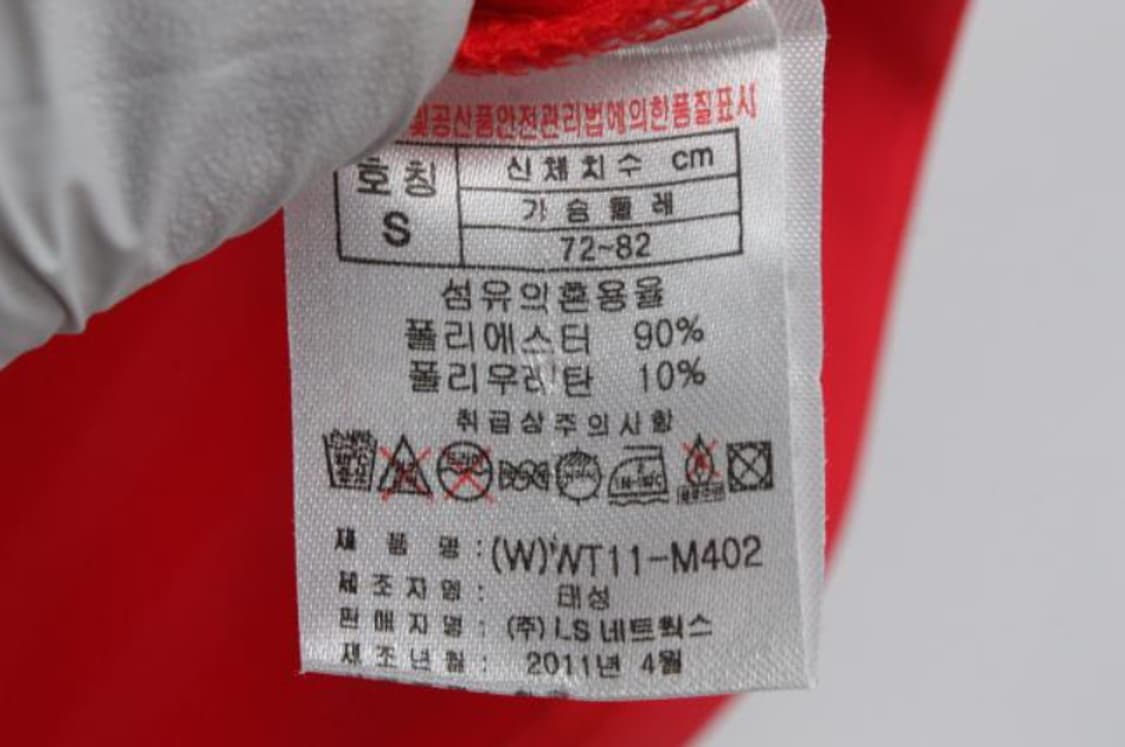 및공산품안전관리법에의한품질표시
호칭 신체치수 cm
가슴둘레
S 72~82
섬유의혼용율
폴리에스터 90%
폴리우레탄 10%
취급상주의사항
제품명 : (W)WT11-M402
제조자명 : 태성
판매자명 : (주) LS 네트웍스
제조년월 : 2011년 4월